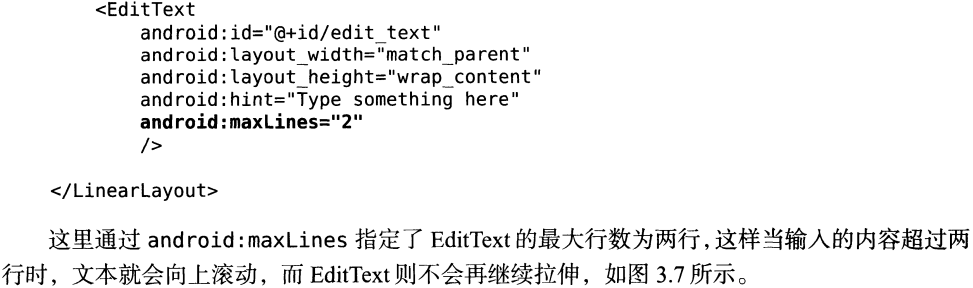 <EditText
android:id="@+id/edit_text"
android:layout_width="match_parent"
android:layout_height="wrap_content"
android:hint="Type something here"
android:maxLines="2"
/>
</LinearLayout>
这里通过 android:maxLines 指定了 EditText 的最大行数为两行，这样当输入的内容超过两
行时，文本就会向上滚动，而 EditText 则不会再继续拉伸，如图 3.7 所示。